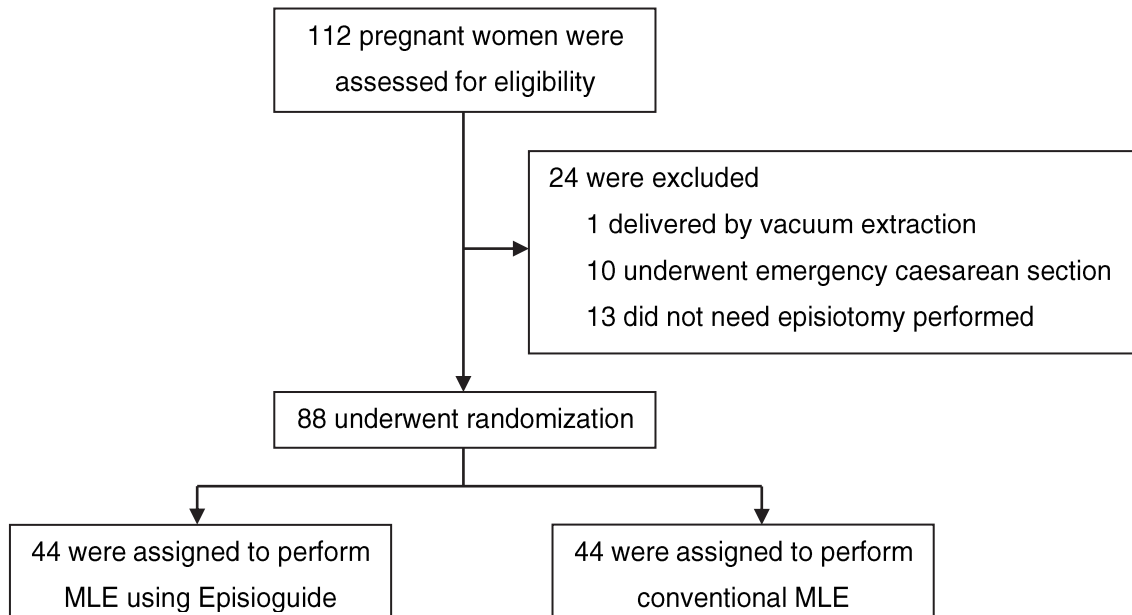 112 pregnant women were
assessed for eligibility
24 were excluded
1 delivered by vacuum extraction
10 underwent emergency caesarean section
13 did not need episiotomy performed
88 underwent randomization
44 were assigned to perform
MLE using Episioguide
44 were assigned to perform
conventional MLE